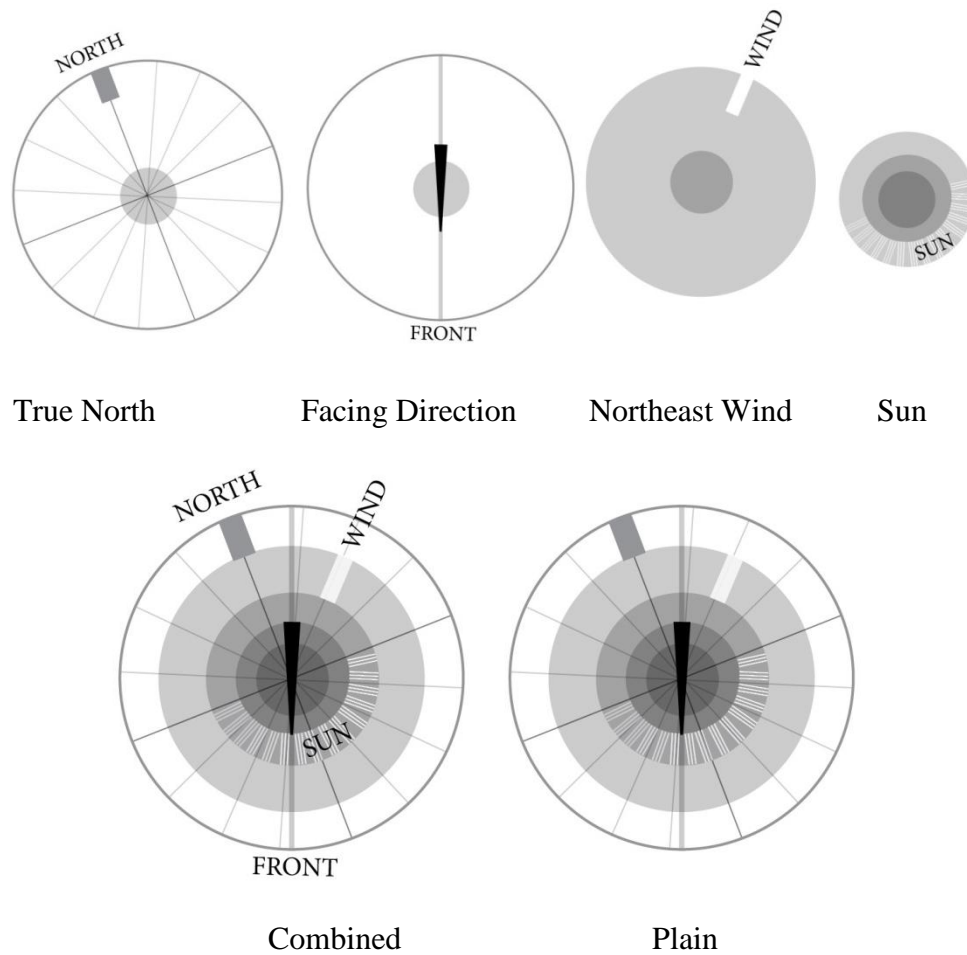 NORTH
WIND
SUN
FRONT
True North Facing Direction Northeast Wind Sun
NORTH
WIND
SUN
FRONT
Combined Plain